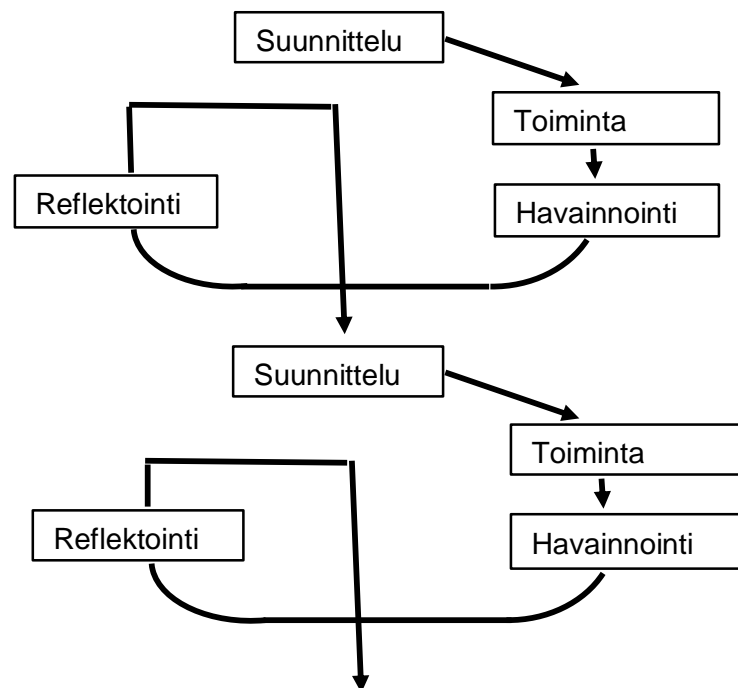 Suunnittelu
Toiminta
Havainnointi
Reflektointi
Suunnittelu
Toiminta
Havainnointi
Reflektointi